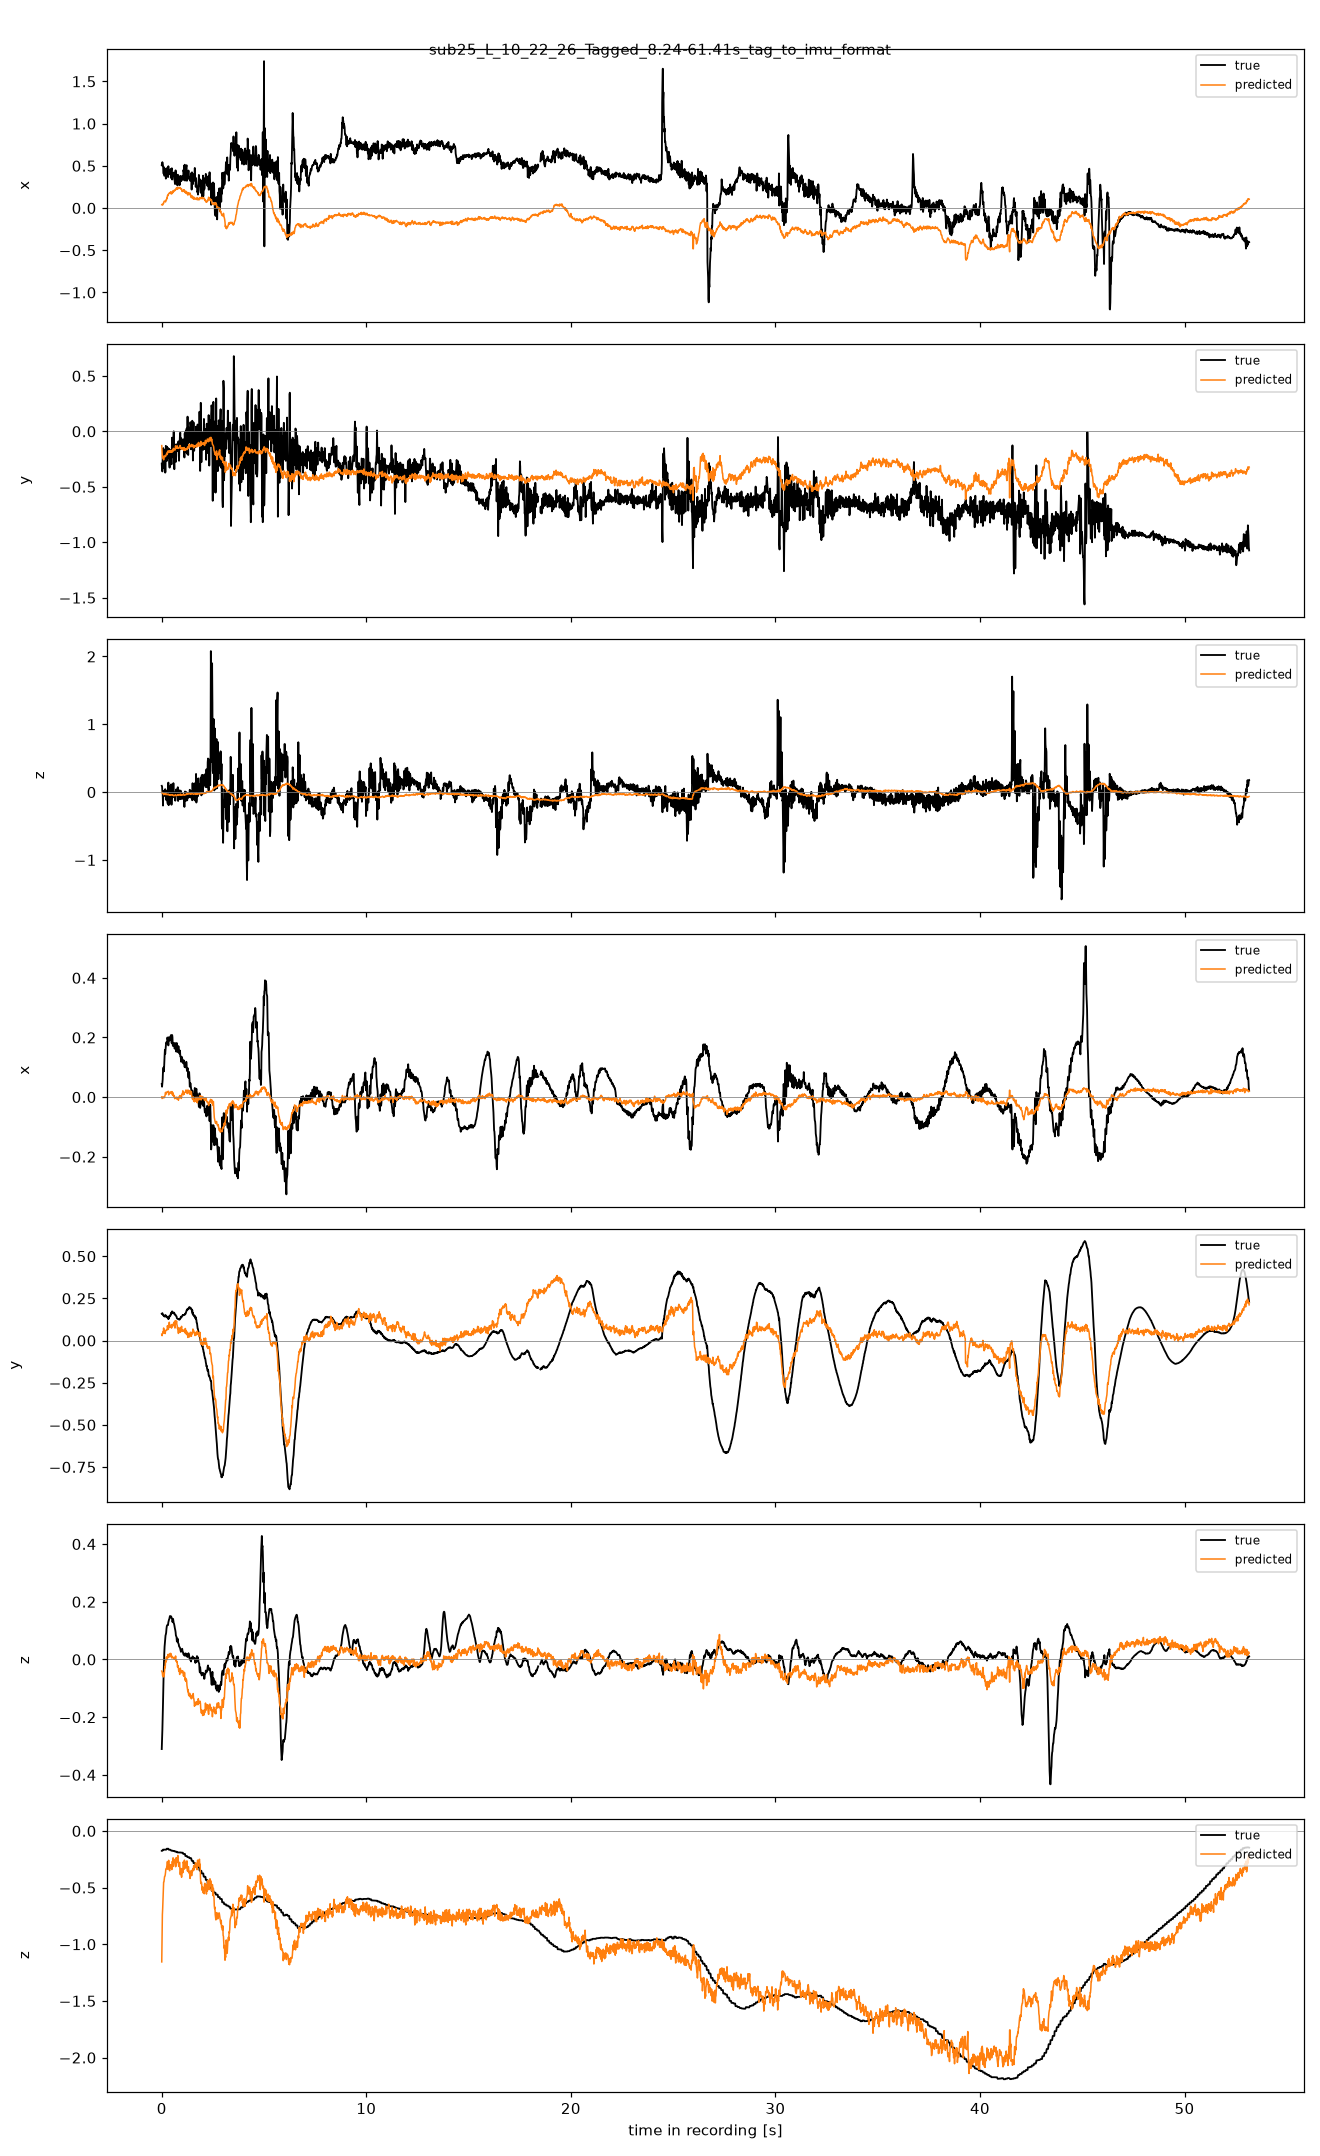 sub25_L_10_22_26_Tagged_8.24-61.41s_tag_to_imu_format
true
predicted
1.5
1.0
0.5
0.0
−0.5
−1.0
x
true
predicted
0.5
0.0
−0.5
−1.0
−1.5
y
true
predicted
2
1
0
−1
z
true
predicted
0.4
0.2
0.0
−0.2
x
true
predicted
0.50
0.25
0.00
−0.25
−0.50
−0.75
y
true
predicted
0.4
0.2
0.0
−0.2
−0.4
z
true
predicted
0.0
−0.5
−1.0
−1.5
−2.0
z
0 10 20 30 40 50
time in recording [s]